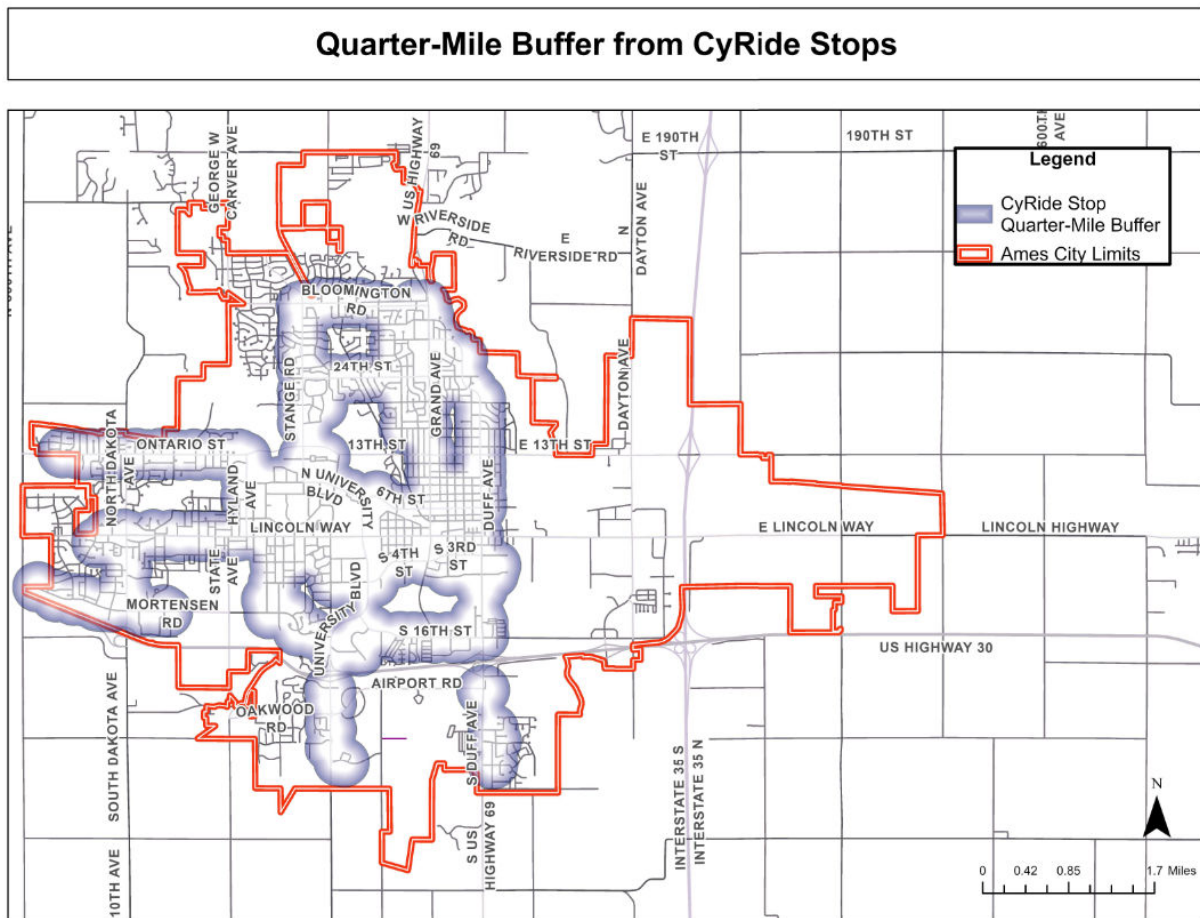 Quarter-Mile Buffer from CyRide Stops
GEORGE W
CARVER AVE
US HIGHWAY
69
E 190TH
ST
190TH ST
AVE
Legend
CyRide Stop
Quarter-Mile Buffer
Ames City Limits
W RIVERSIDE
RD
E
RIVERSIDE RD
N
DAYTON AVE
BLOOMINGTON
RD
24TH ST
STANGE RD
GRAND AVE
DAYTON AVE
NORTH DAKOTA
AVE
ONTARIO ST
13TH ST
E 13TH ST
HYLAND
AVE
N UNIVERSITY
BLVD
6TH ST
DUFF AVE
LINCOLN WAY
E LINCOLN WAY
LINCOLN HIGHWAY
STATE
AVE
S 4TH
ST
S 3RD
ST
MORTENSEN
RD
UNIVERSITY
BLVD
S 16TH ST
US HIGHWAY 30
AIRPORT RD
SOUTH DAKOTA AVE
OAKWOOD
RD
S DUFF AVE
INTERSTATE 35 S
INTERSTATE 35 N
S US
HIGHWAY 69
N
0 0.42 0.85 1.7 Miles